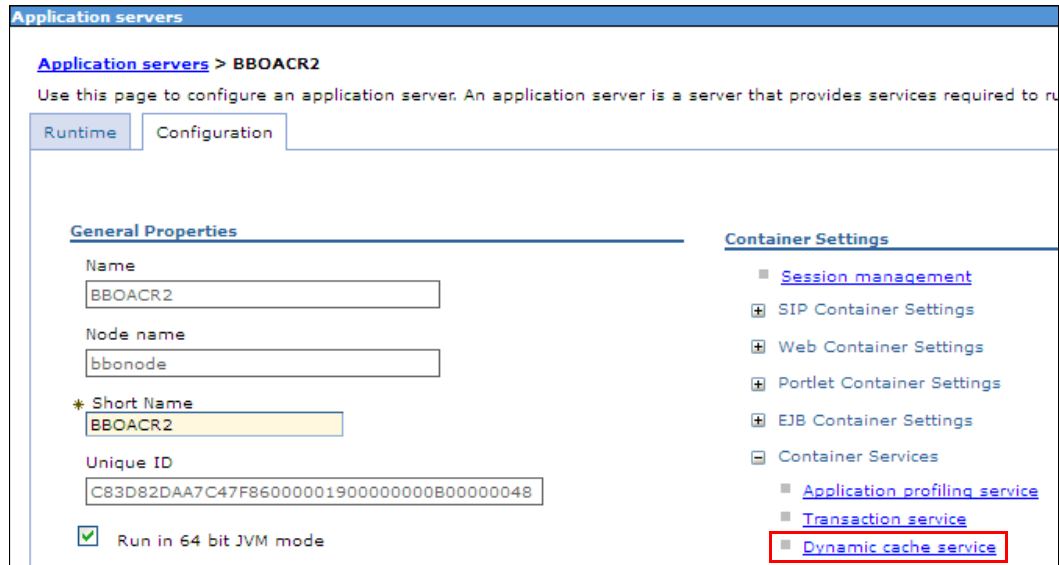 Application servers
Application servers > BBOACR2
Use this page to configure an application server. An application server is a server that provides services required to ru
Runtime
Configuration
General Properties
Name
BBOACR2
Node name
bbonode
* Short Name
BBOACR2
Unique ID
C83D82DAA7C47F86000001900000000B00000048
Run in 64 bit JVM mode
Container Settings
Session management
SIP Container Settings
Web Container Settings
Portlet Container Settings
EJB Container Settings
Container Services
Application profiling service
Transaction service
Dynamic cache service